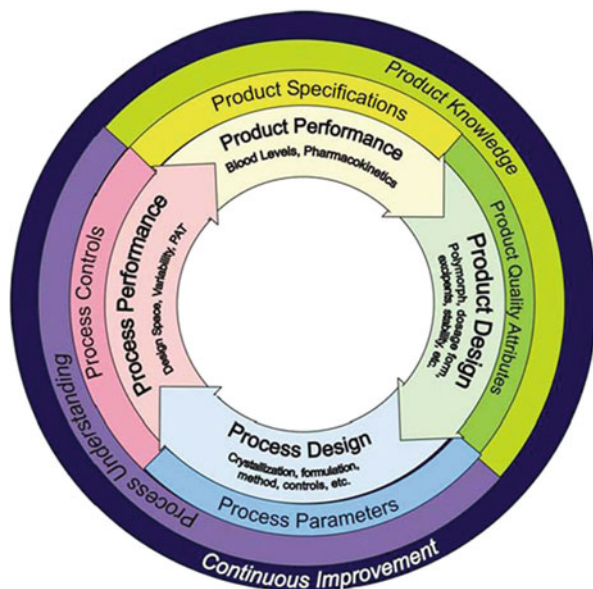 Product Knowledge
Product Specifications
Product Performance
Blood Levels, Pharmacokinetics
Product Quality Attributes
Product Design
Polymorph, dosage form,
excipents, stability, etc.
Process Design
Crystallization, formulation,
method, controls, etc.
Process Parameters
Process Controls
Process Performance
Design Space, Variability, PAT
Process Understanding
Continuous Improvement